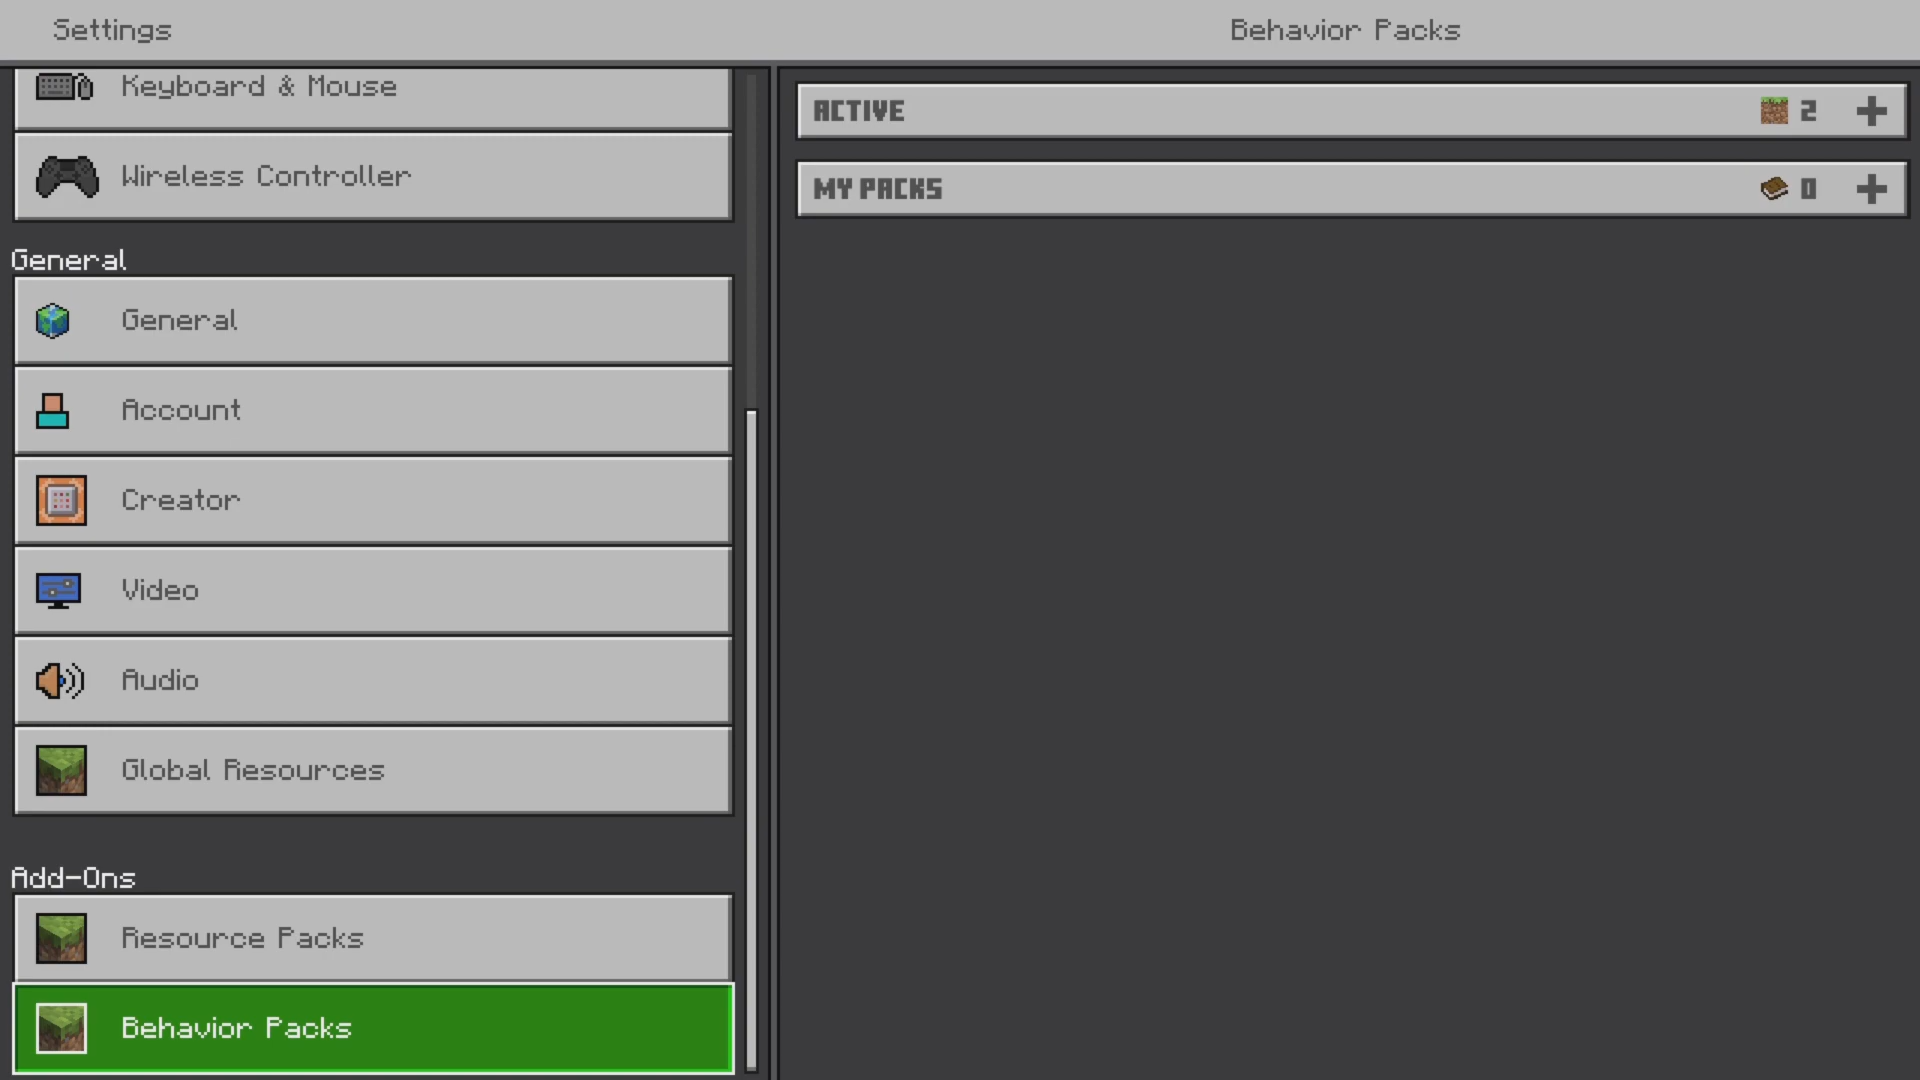 Settings
Behavior Packs
Keyboard & Mouse
Wireless Controller
General
General
Account
Creator
Video
Audio
Global Resources
Add-Ons
Resource Packs
Behavior Packs
ACTIVE 2
MY PACKS 0